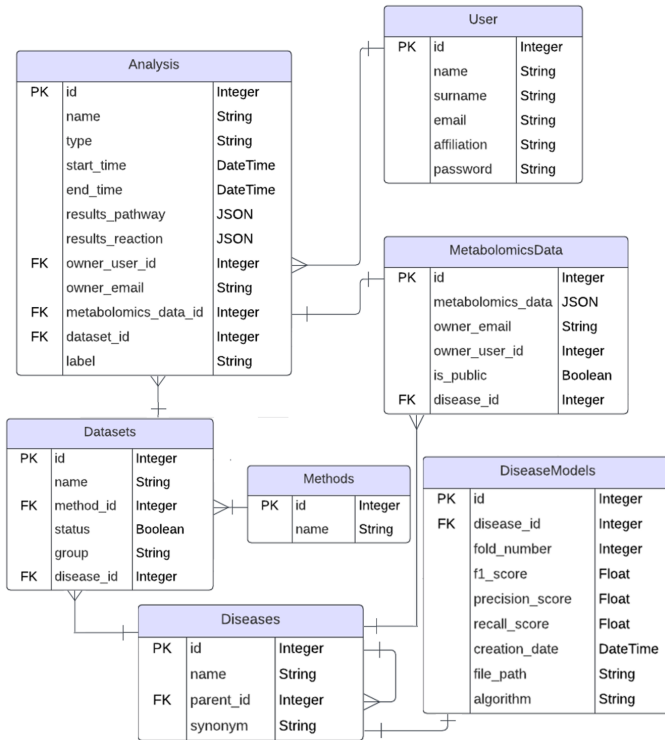 User
PK id Integer
name String
surname String
email String
affiliation String
password String
Analysis
PK id Integer
name String
type String
start_time DateTime
end_time DateTime
results_pathway JSON
results_reaction JSON
FK owner_user_id Integer
owner_email String
FK metabolomics_data_id Integer
FK dataset_id Integer
label String
MetabolomicsData
PK id Integer
metabolomics_data JSON
owner_email String
owner_user_id Integer
is_public Boolean
FK disease_id Integer
Datasets
PK id Integer
name String
FK method_id Integer
status Boolean
group String
FK disease_id Integer
Methods
PK id Integer
name String
DiseaseModels
PK id Integer
FK disease_id Integer
fold_number Integer
f1_score Float
precision_score Float
recall_score Float
creation_date DateTime
file_path String
algorithm String
Diseases
PK id Integer
name String
FK parent_id Integer
synonym String